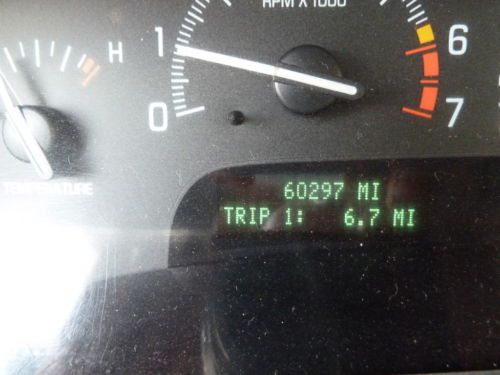 RPM X 1000
H
1
6
0
7
TEMPERATURE
60297 MI
TRIP 1: 6.7 MI